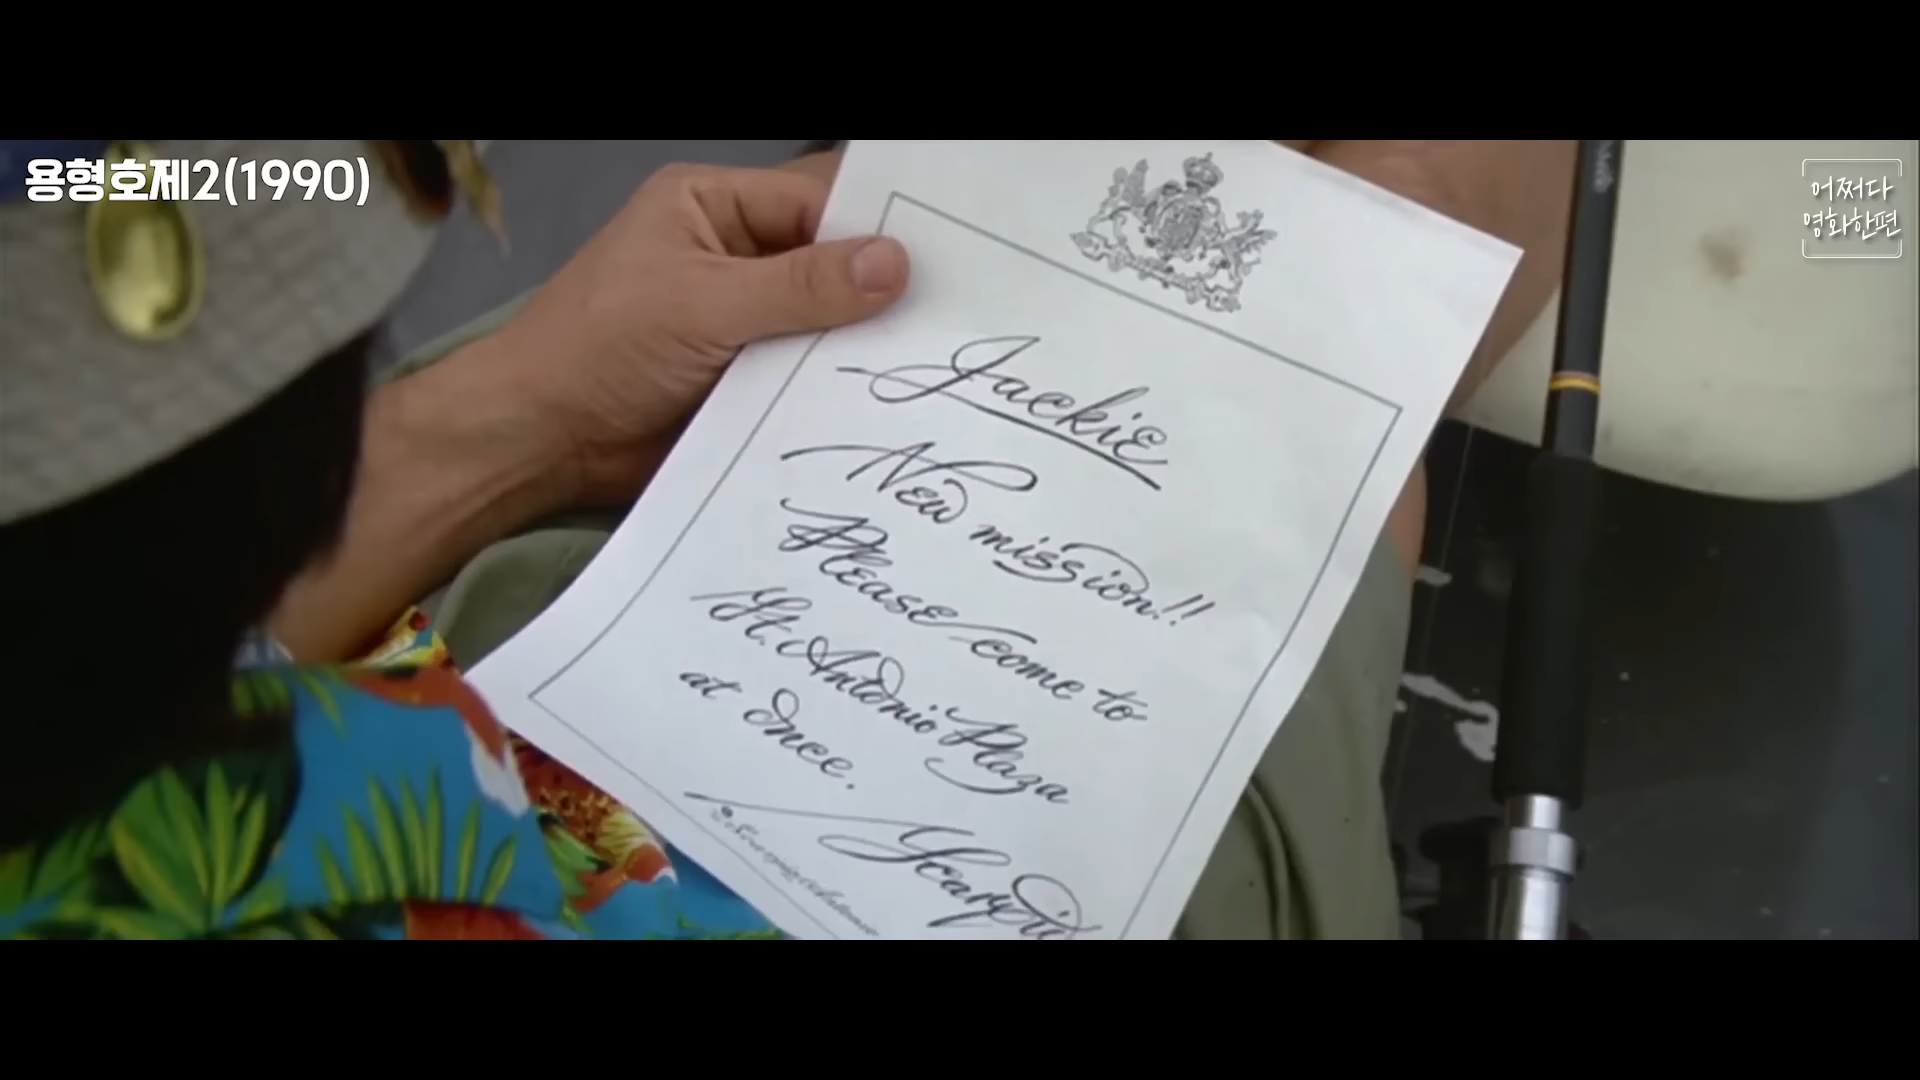 용형호제2(1990)
어쩌다
영화한편
Jackie
New mission!!
Please come to
St. Antonio Plaza
at once.